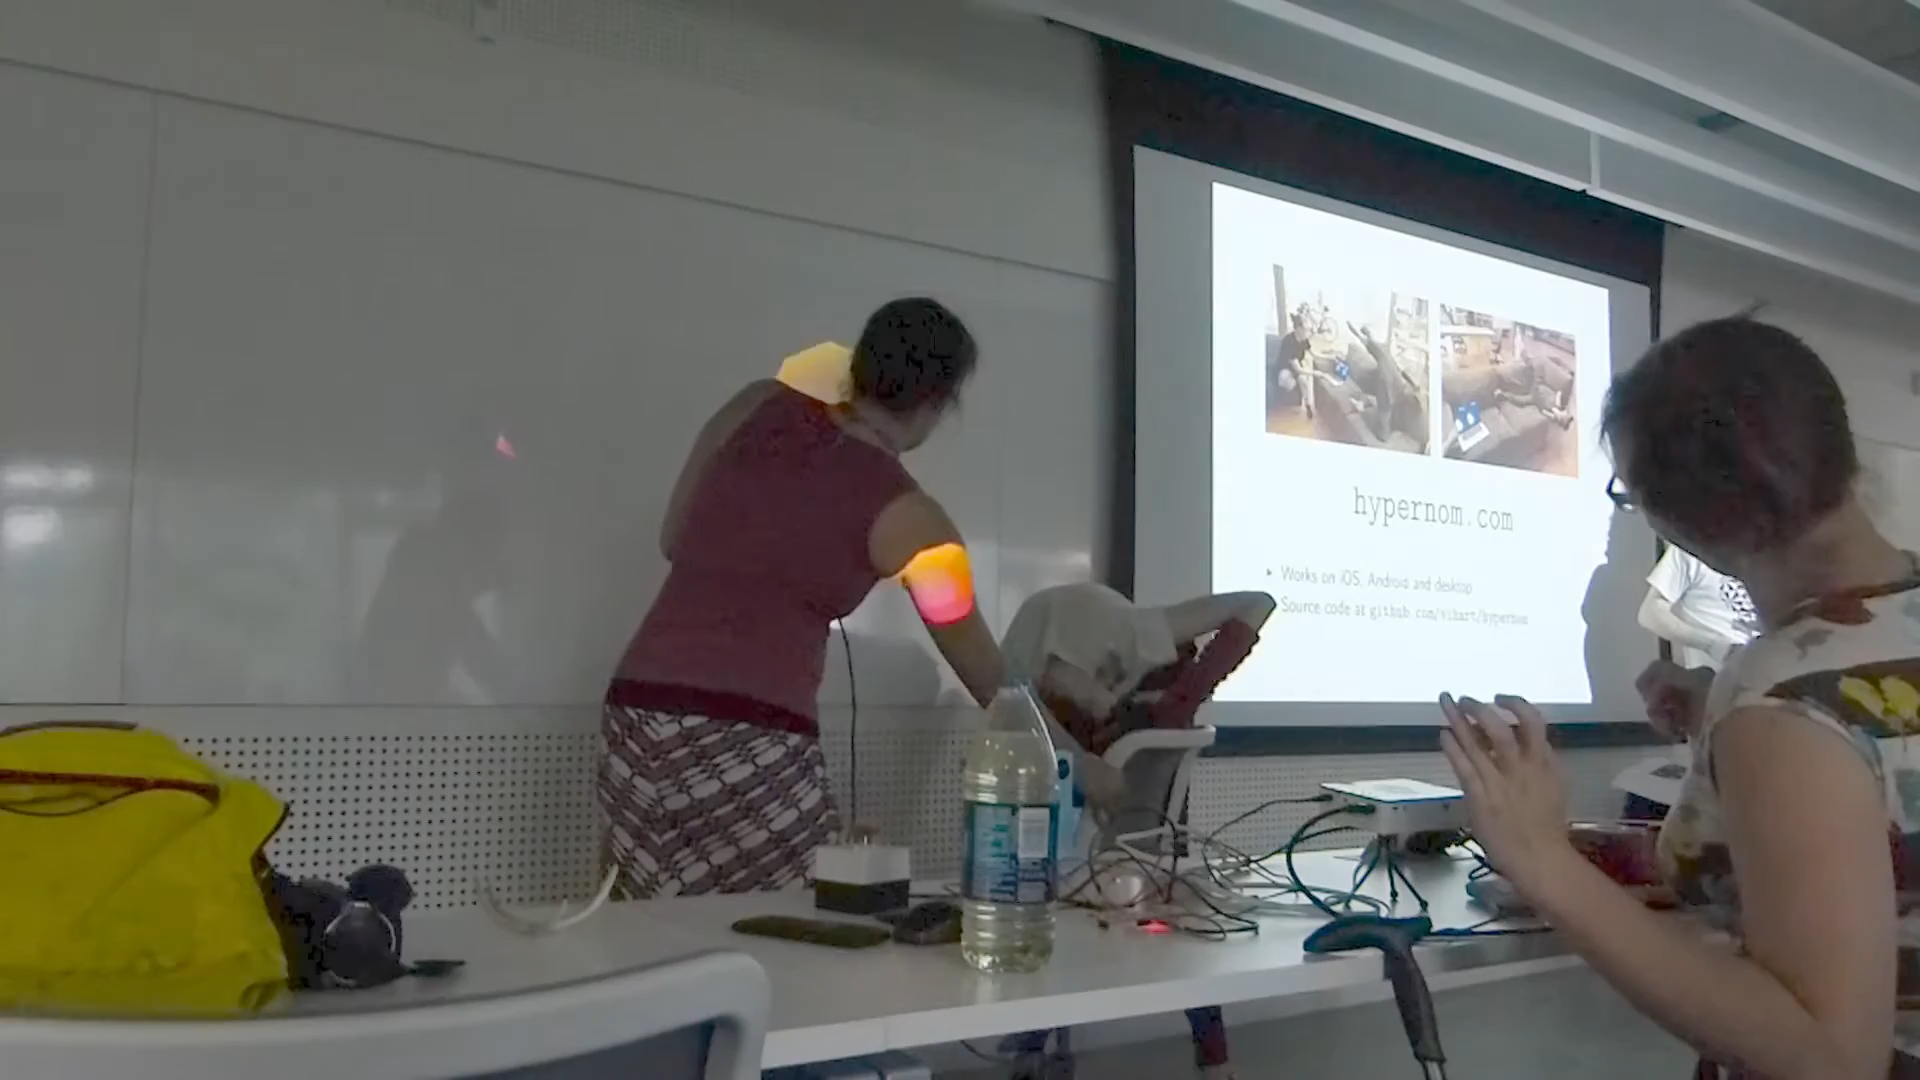 hypernom.com
Works on iOS, Android and desktop
Source code at github.com/vihart/hypernom